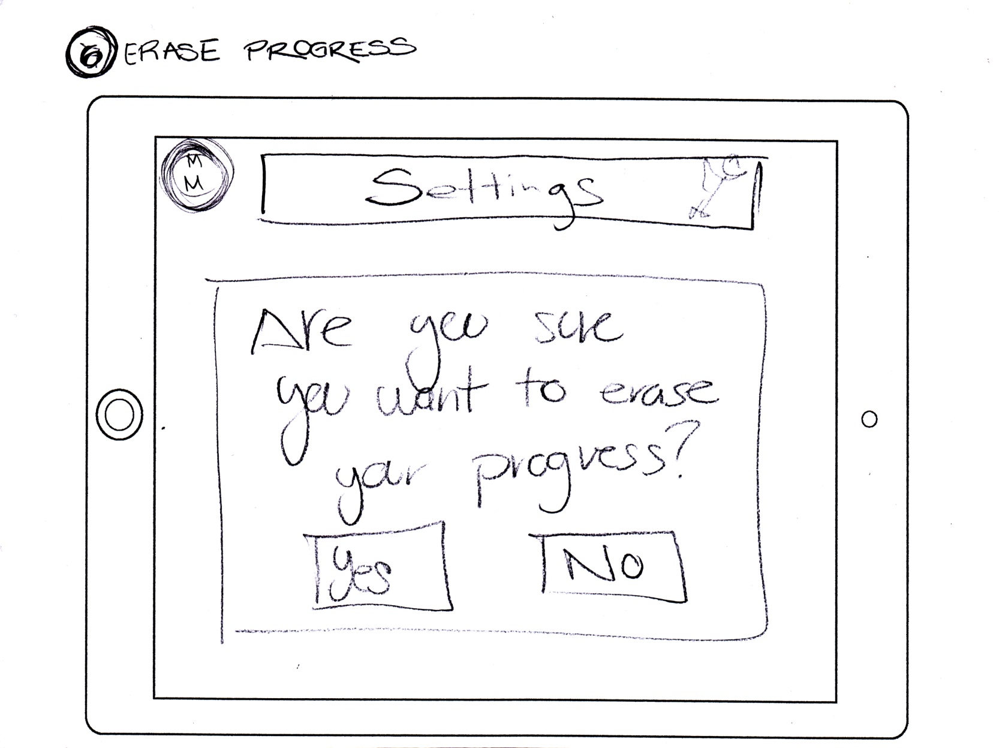 6 ERASE PROGRESS
M
M
Settings
Are you sure
you want to erase
your progress?
Yes
No